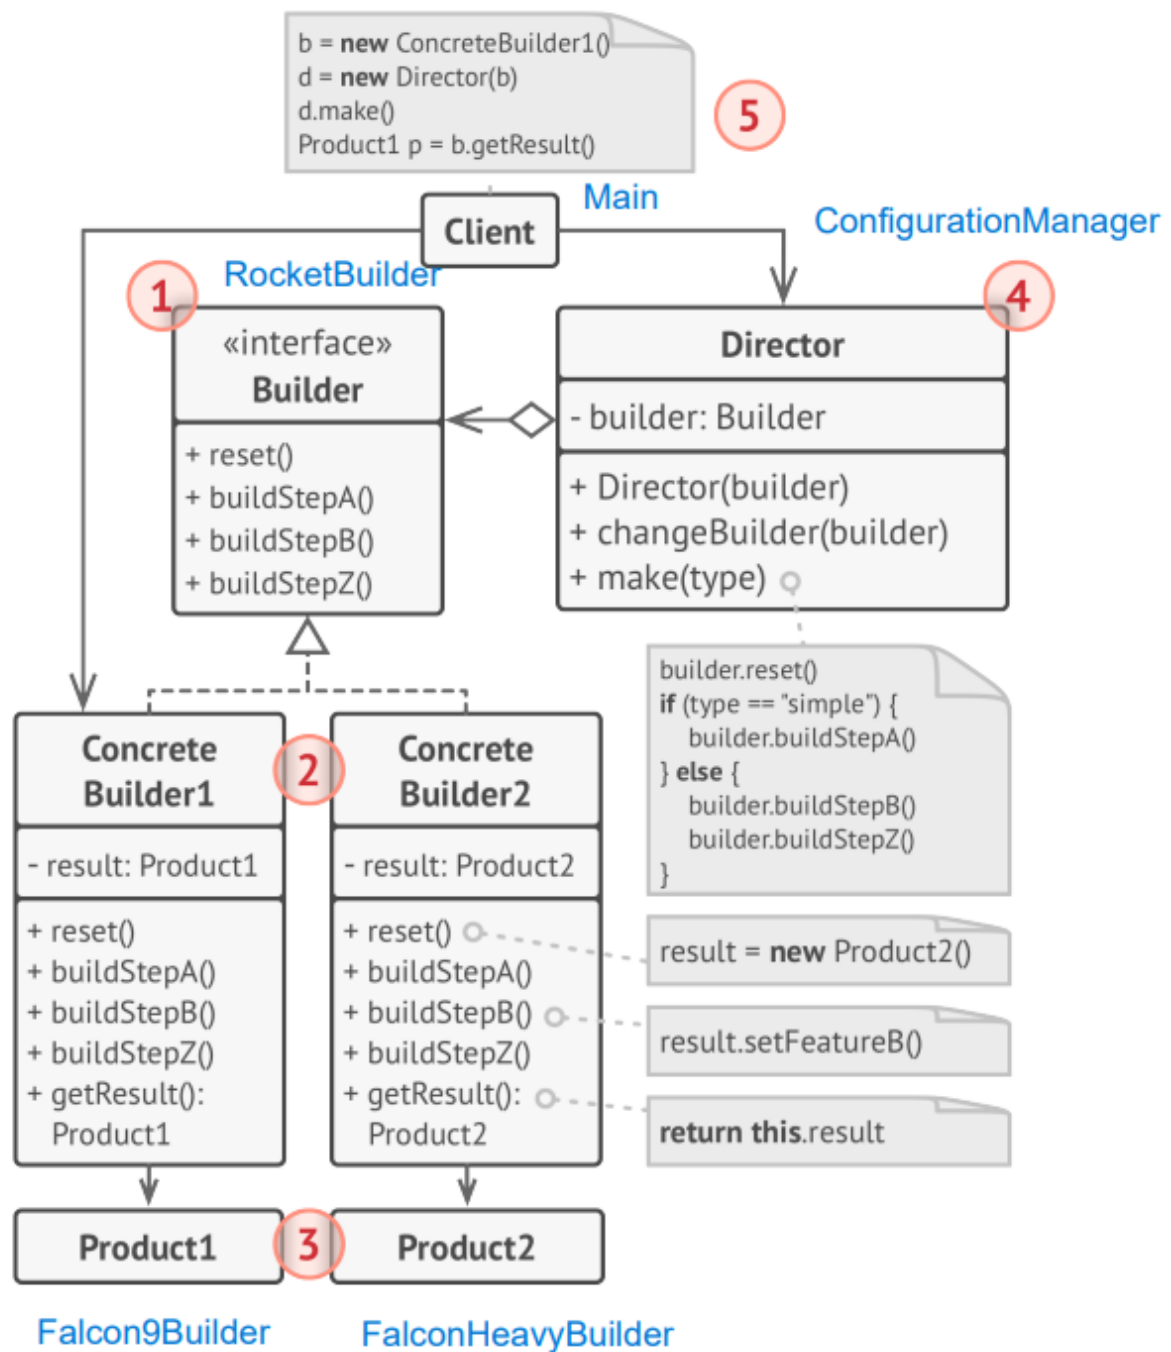 b = new ConcreteBuilder1()
d = new Director(b)
d.make()
Product1 p = b.getResult()
5
Main
Client
ConfigurationManager
RocketBuilder
1
«interface»
Builder
+ reset()
+ buildStepA()
+ buildStepB()
+ buildStepZ()
4
Director
- builder: Builder
+ Director(builder)
+ changeBuilder(builder)
+ make(type)
builder.reset()
if (type == "simple") {
builder.buildStepA()
} else {
builder.buildStepB()
builder.buildStepZ()
}
Concrete
Builder1
- result: Product1
+ reset()
+ buildStepA()
+ buildStepB()
+ buildStepZ()
+ getResult():
Product1
2
Concrete
Builder2
- result: Product2
+ reset()
+ buildStepA()
+ buildStepB()
+ buildStepZ()
+ getResult():
Product2
result = new Product2()
result.setFeatureB()
return this.result
Product1
3
Product2
Falcon9Builder
FalconHeavyBuilder